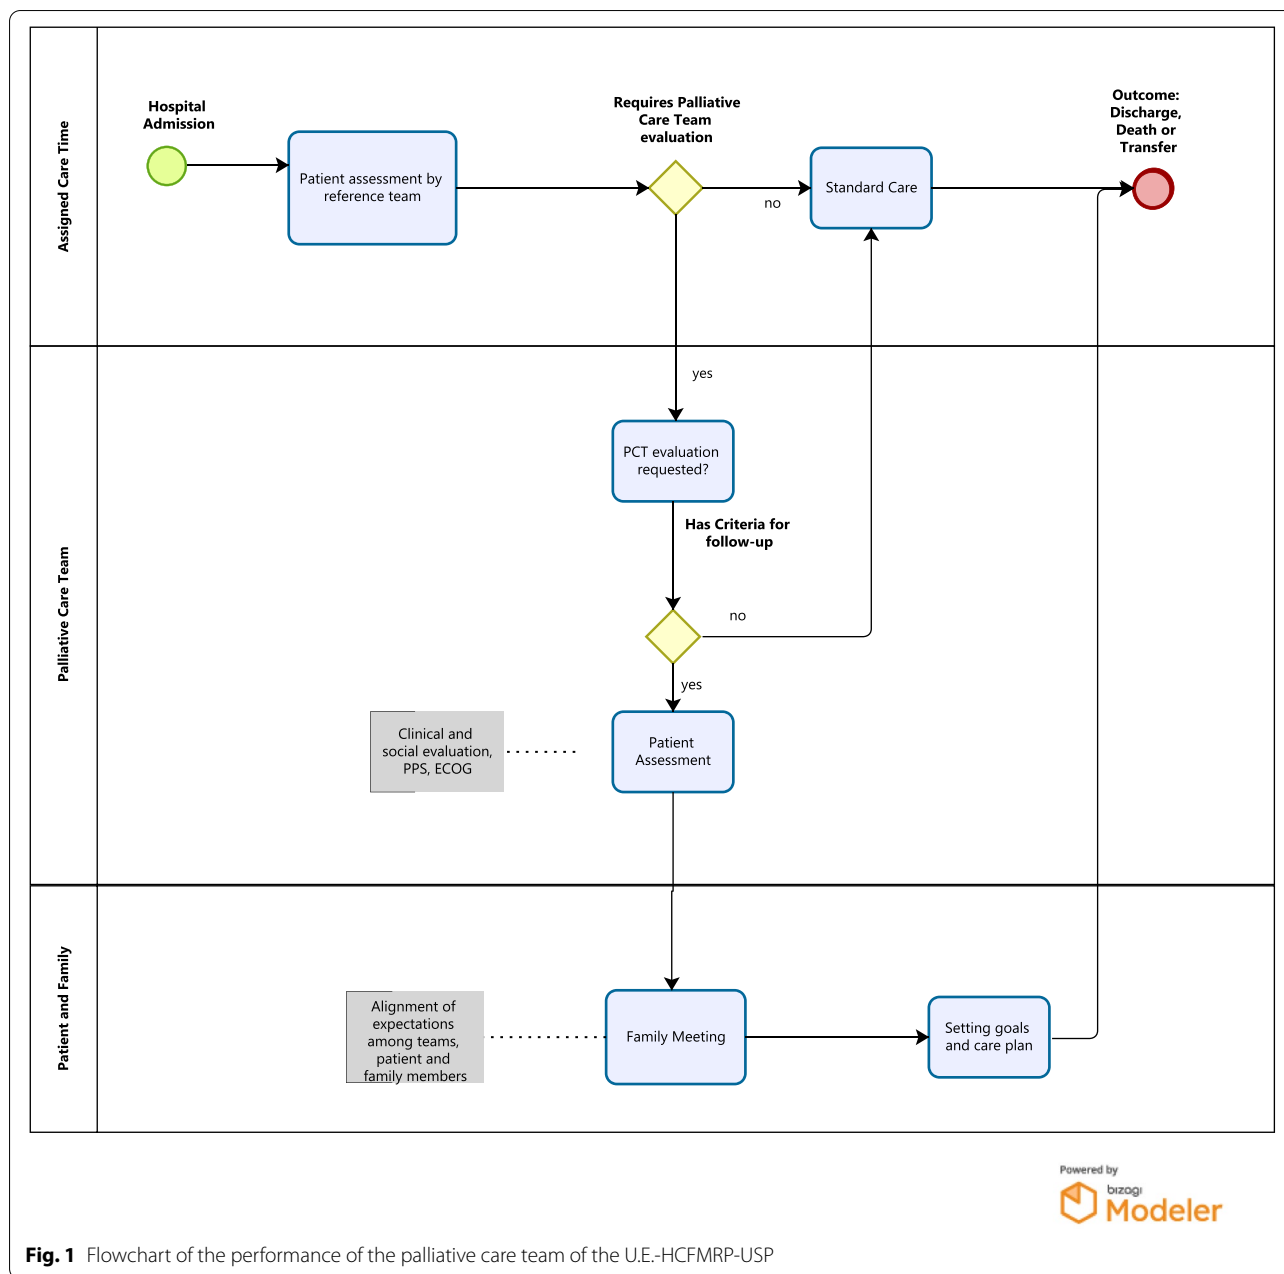 Assigned Care Time
Hospital
Admission
Patient assessment by
reference team
Requires Palliative
Care Team
evaluation
no
Standard Care
Outcome:
Discharge,
Death or
Transfer
Palliative Care Team
yes
PCT evaluation
requested?
Has Criteria for
follow-up
no
yes
Clinical and
social evaluation,
PPS, ECOG
Patient
Assessment
Patient and Family
Alignment of
expectations
among teams,
patient and
family members
Family Meeting
Setting goals
and care plan
Powered by
bizagi
Modeler
Fig. 1 Flowchart of the performance of the palliative care team of the U.E.-HCFMRP-USP